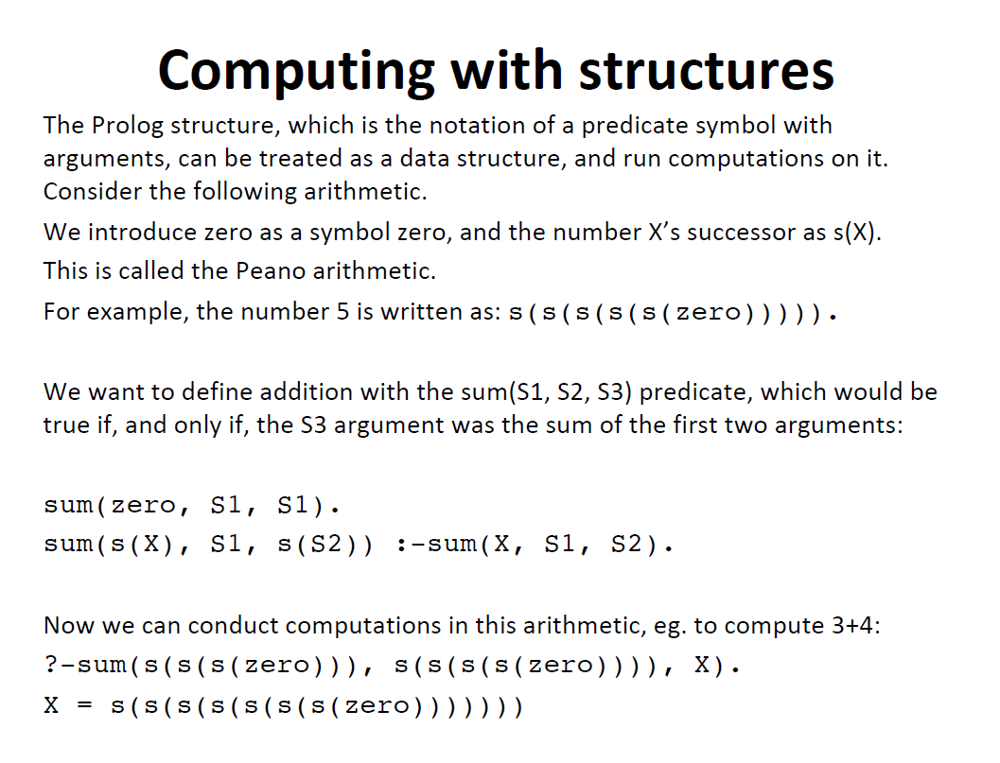 Computing with structures
The Prolog structure, which is the notation of a predicate symbol with
arguments, can be treated as a data structure, and run computations on it.
Consider the following arithmetic.
We introduce zero as a symbol zero, and the number X’s successor as s(X).
This is called the Peano arithmetic.
For example, the number 5 is written as: s(s(s(s(s(zero))))).
We want to define addition with the sum(S1, S2, S3) predicate, which would be
true if, and only if, the S3 argument was the sum of the first two arguments:
sum(zero, S1, S1).
sum(s(X), S1, s(S2)) :-sum(X, S1, S2).
Now we can conduct computations in this arithmetic, eg. to compute 3+4:
?-sum(s(s(s(zero))), s(s(s(s(zero)))), X).
X = s(s(s(s(s(s(s(zero)))))))